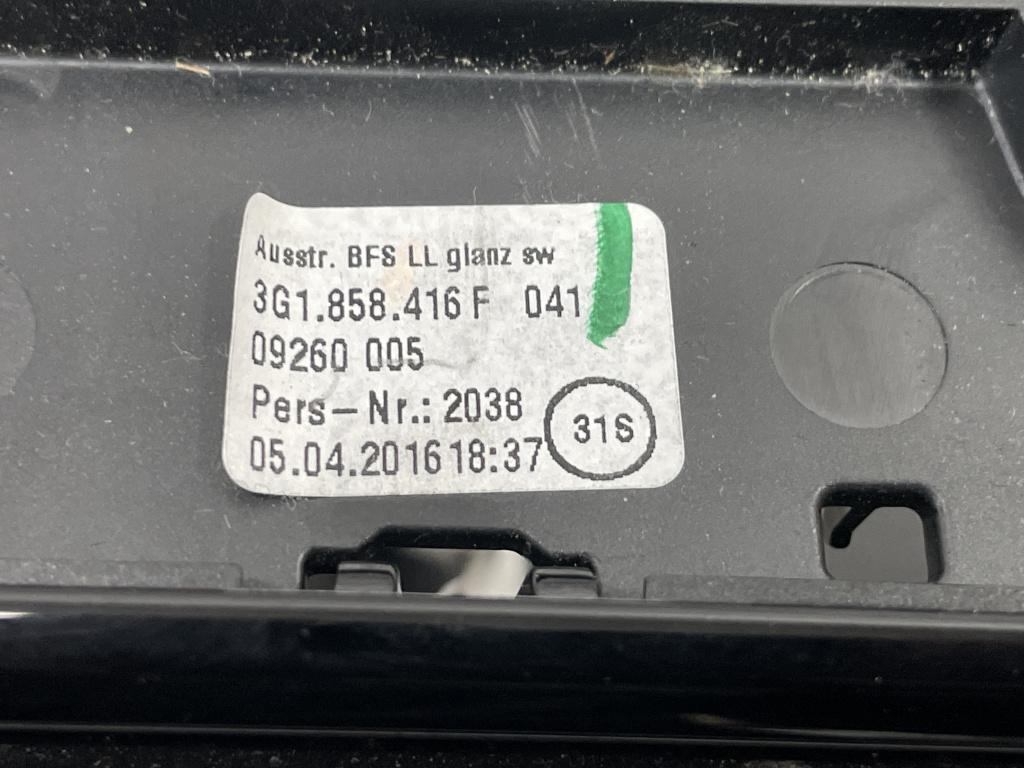 Ausstr. BFS LL glanz sw
3G1.858.416 F 041
09260 005
Pers-Nr.: 2038
05.04.2016 18:37
31S